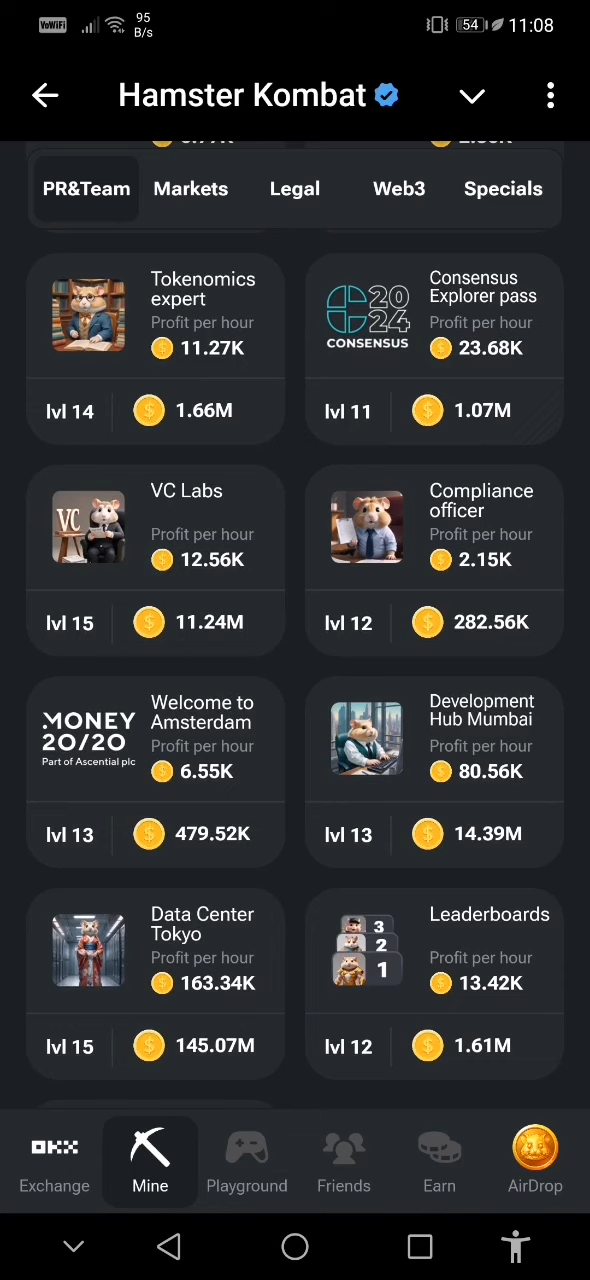 VoWiFi 95 B/s 54 11:08
Hamster Kombat
PR&Team Markets Legal Web3 Specials
Tokenomics expert
Profit per hour
11.27K
lvl 14 1.66M
2024
CONSENSUS
Consensus Explorer pass
Profit per hour
23.68K
lvl 11 1.07M
VC
VC Labs
Profit per hour
12.56K
lvl 15 11.24M
Compliance officer
Profit per hour
2.15K
lvl 12 282.56K
MONEY
20/20
Part of Ascential plc
Welcome to Amsterdam
Profit per hour
6.55K
lvl 13 479.52K
Development Hub Mumbai
Profit per hour
80.56K
lvl 13 14.39M
Data Center Tokyo
Profit per hour
163.34K
lvl 15 145.07M
3
2
1
Leaderboards
Profit per hour
13.42K
lvl 12 1.61M
OKX
Exchange Mine Playground Friends Earn AirDrop